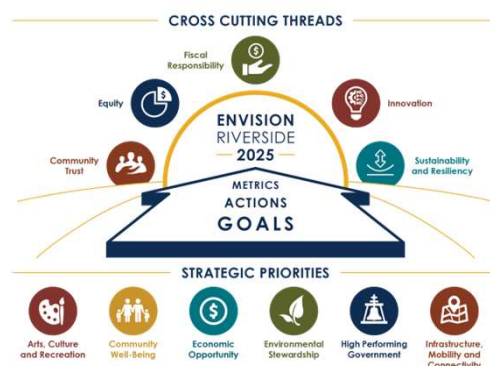 CROSS CUTTING THREADS
Fiscal
Responsibility
Equity
Innovation
Community
Trust
Sustainability
and Resiliency
ENVISION
RIVERSIDE
2025
METRICS
ACTIONS
GOALS
STRATEGIC PRIORITIES
Arts, Culture
and Recreation
Community
Well-Being
Economic
Opportunity
Environmental
Stewardship
High Performing
Government
Infrastructure,
Mobility and
Connectivity